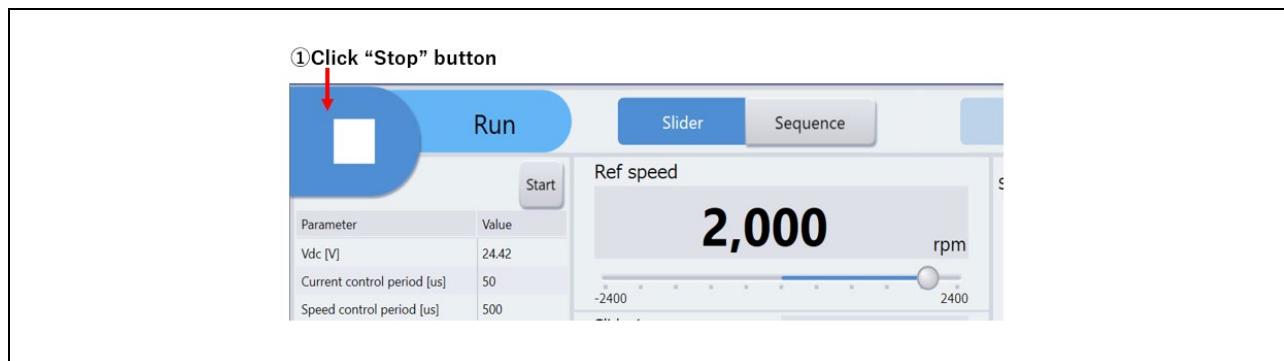 ①Click “Stop” button
Run
Slider
Sequence
Start
Ref speed
2,000
rpm
-2400
2400
Parameter Value
Vdc [V] 24.42
Current control period [us] 50
Speed control period [us] 500